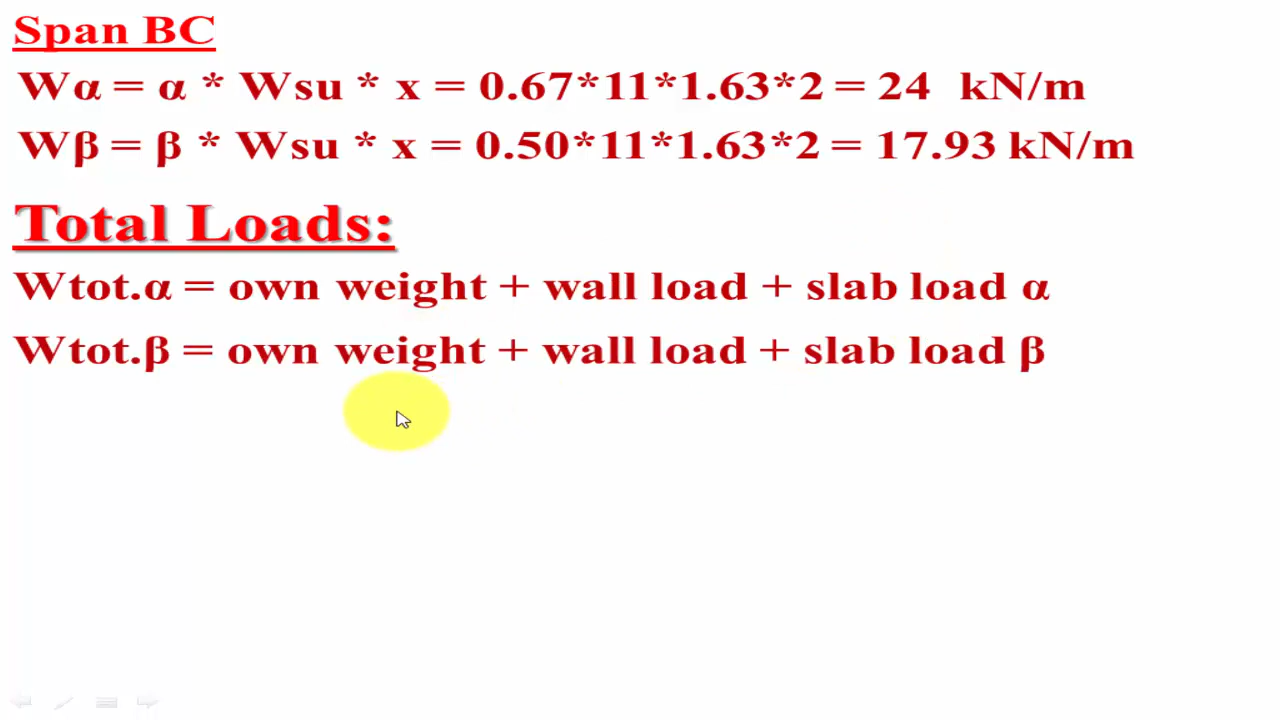 Span BC
Wα = α * Wsu * x = 0.67*11*1.63*2 = 24 kN/m
Wβ = β * Wsu * x = 0.50*11*1.63*2 = 17.93 kN/m
Total Loads:
Wtot.α = own weight + wall load + slab load α
Wtot.β = own weight + wall load + slab load β